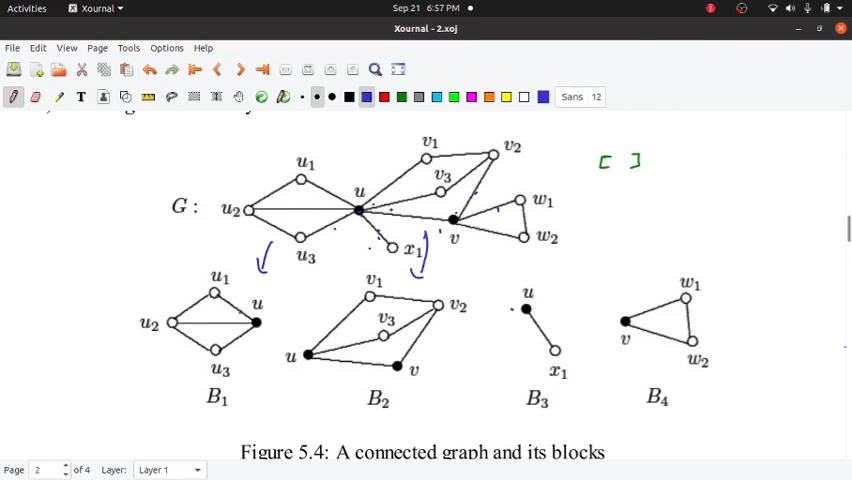 Activities Xournal Sep 21 6:57 PM
Xournal - 2.xoj
File Edit View Page Tools Options Help
T Sans 12
v1 v2
u1 [ ]
u v3
G : u2 w1
v w2
u3 x1
u1 u v1 v2 u w1
u2 v3 v
u3 u v x1 w2
B1 B2 B3 B4
Figure 5.4: A connected graph and its blocks
Page 2 of 4 Layer: Layer 1